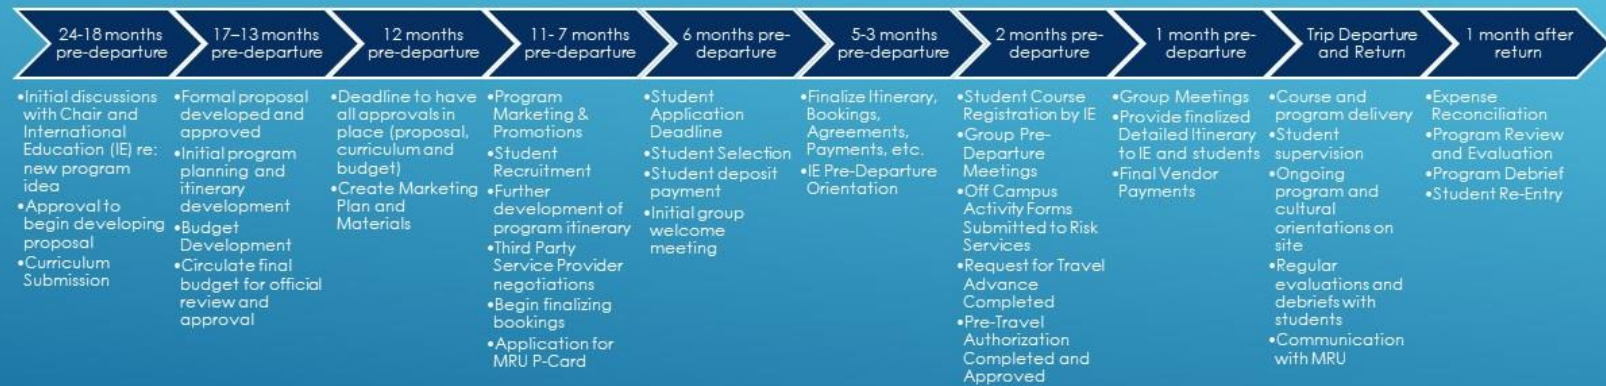 24-18 months
pre-departure
•Initial discussions
with Chair and
International
Education (IE) re:
new program
idea
•Approval to
begin developing
proposal
•Curriculum
Submission
17–13 months
pre-departure
•Formal proposal
developed and
approved
•Initial program
planning and
itinerary
development
•Budget
Development
•Circulate final
budget for official
review and
approval
12 months
pre-departure
•Deadline to have
all approvals in
place (proposal,
curriculum and
budget)
•Create Marketing
Plan and
Materials
11- 7 months
pre-departure
•Program
Marketing &
Promotions
•Student
Recruitment
•Further
development of
program itinerary
•Third Party
Service Provider
negotiations
•Begin finalizing
bookings
•Application for
MRU P-Card
6 months pre-
departure
•Student
Application
Deadline
•Student Selection
•Student deposit
payment
•Initial group
welcome
meeting
5-3 months
pre-departure
•Finalize Itinerary,
Bookings,
Agreements,
Payments, etc.
•IE Pre-Departure
Orientation
2 months pre-
departure
•Student Course
Registration by IE
•Group Pre-
Departure
Meetings
•Off Campus
Activity Forms
Submitted to Risk
Services
•Request for Travel
Advance
Completed
•Pre-Travel
Authorization
Completed and
Approved
1 month pre-
departure
•Group Meetings
•Provide finalized
Detailed Itinerary
to IE and students
•Final Vendor
Payments
Trip Departure
and Return
•Course and
program delivery
•Student
supervision
•Ongoing
program and
cultural
orientations on
site
•Regular
evaluations and
debriefs with
students
•Communication
with MRU
1 month after
return
•Expense
Reconciliation
•Program Review
and Evaluation
•Program Debrief
•Student Re-Entry